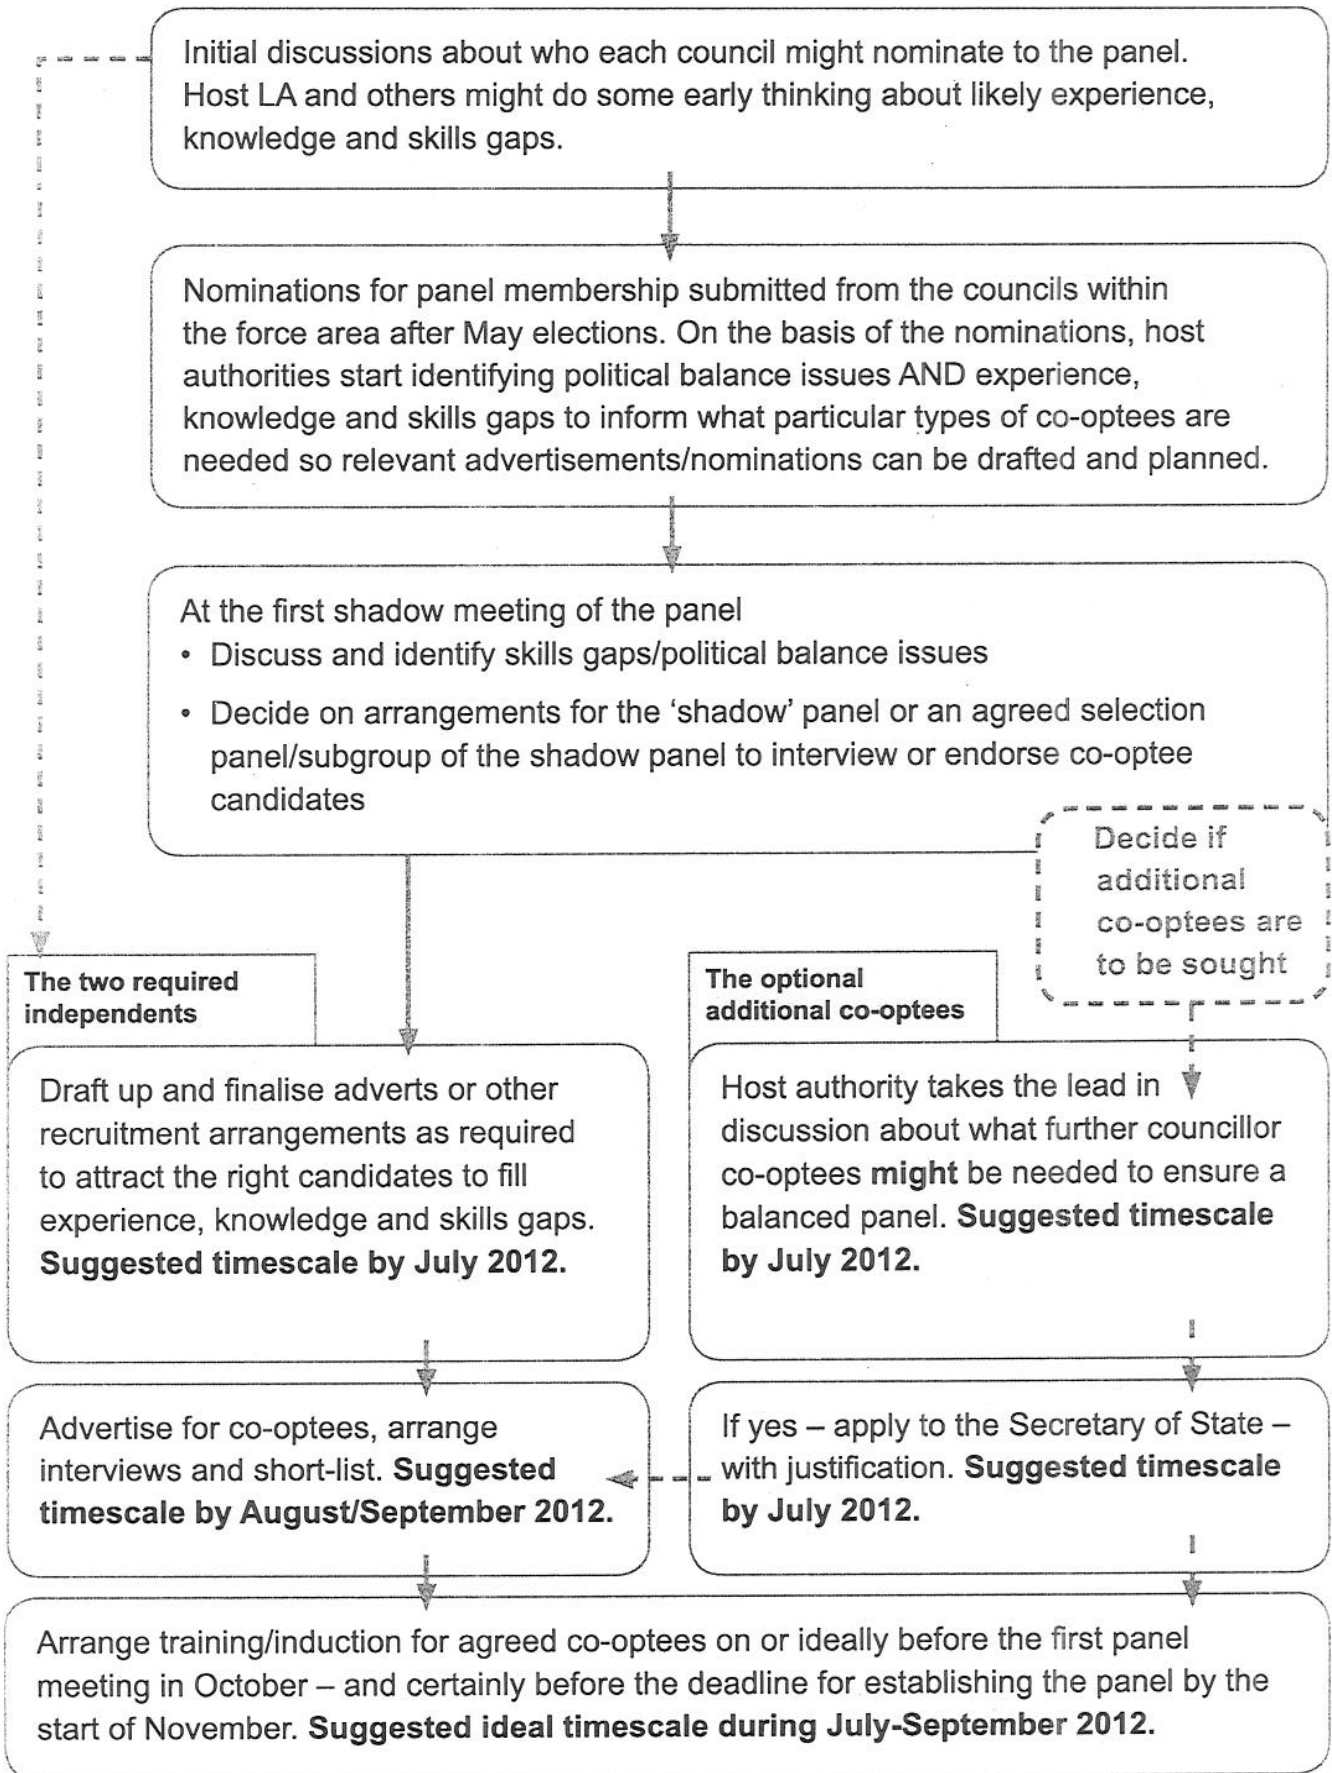 Initial discussions about who each council might nominate to the panel.
Host LA and others might do some early thinking about likely experience,
knowledge and skills gaps.
Nominations for panel membership submitted from the councils within
the force area after May elections. On the basis of the nominations, host
authorities start identifying political balance issues AND experience,
knowledge and skills gaps to inform what particular types of co-optees are
needed so relevant advertisements/nominations can be drafted and planned.
At the first shadow meeting of the panel
• Discuss and identify skills gaps/political balance issues
• Decide on arrangements for the ‘shadow’ panel or an agreed selection
panel/subgroup of the shadow panel to interview or endorse co-optee
candidates
Decide if
additional
co-optees are
to be sought
The two required
independents
Draft up and finalise adverts or other
recruitment arrangements as required
to attract the right candidates to fill
experience, knowledge and skills gaps.
Suggested timescale by July 2012.
The optional
additional co-optees
Host authority takes the lead in
discussion about what further councillor
co-optees might be needed to ensure a
balanced panel. Suggested timescale
by July 2012.
Advertise for co-optees, arrange
interviews and short-list. Suggested
timescale by August/September 2012.
If yes – apply to the Secretary of State –
with justification. Suggested timescale
by July 2012.
Arrange training/induction for agreed co-optees on or ideally before the first panel
meeting in October – and certainly before the deadline for establishing the panel by the
start of November. Suggested ideal timescale during July-September 2012.